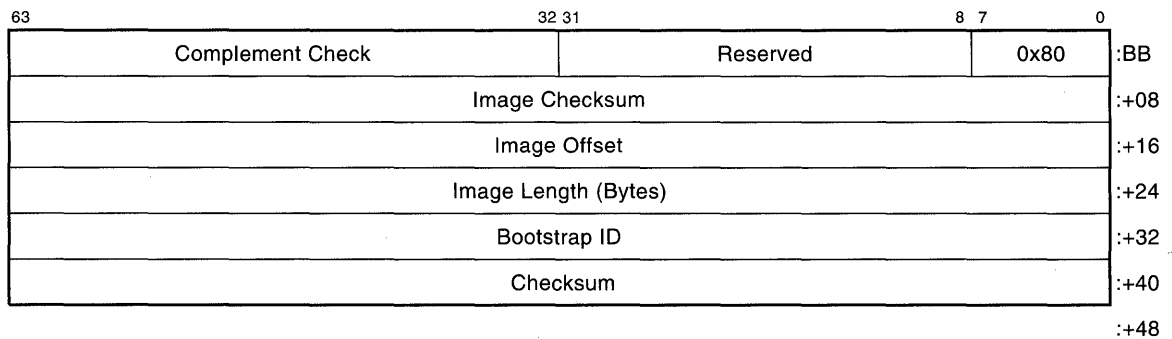 63 32 31 8 7 0
Complement Check Reserved 0x80 :BB
Image Checksum :+08
Image Offset :+16
Image Length (Bytes) :+24
Bootstrap ID :+32
Checksum :+40
:+48